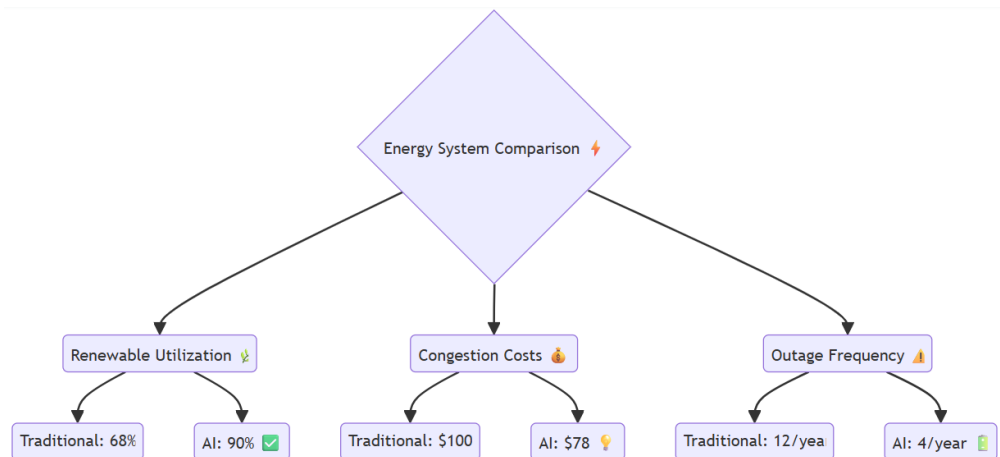 Energy System Comparison ⚡
Renewable Utilization 🌿
Congestion Costs 💰
Outage Frequency ⚠️
Traditional: 68%
AI: 90% ✅
Traditional: $100
AI: $78 💡
Traditional: 12/year
AI: 4/year 🔋